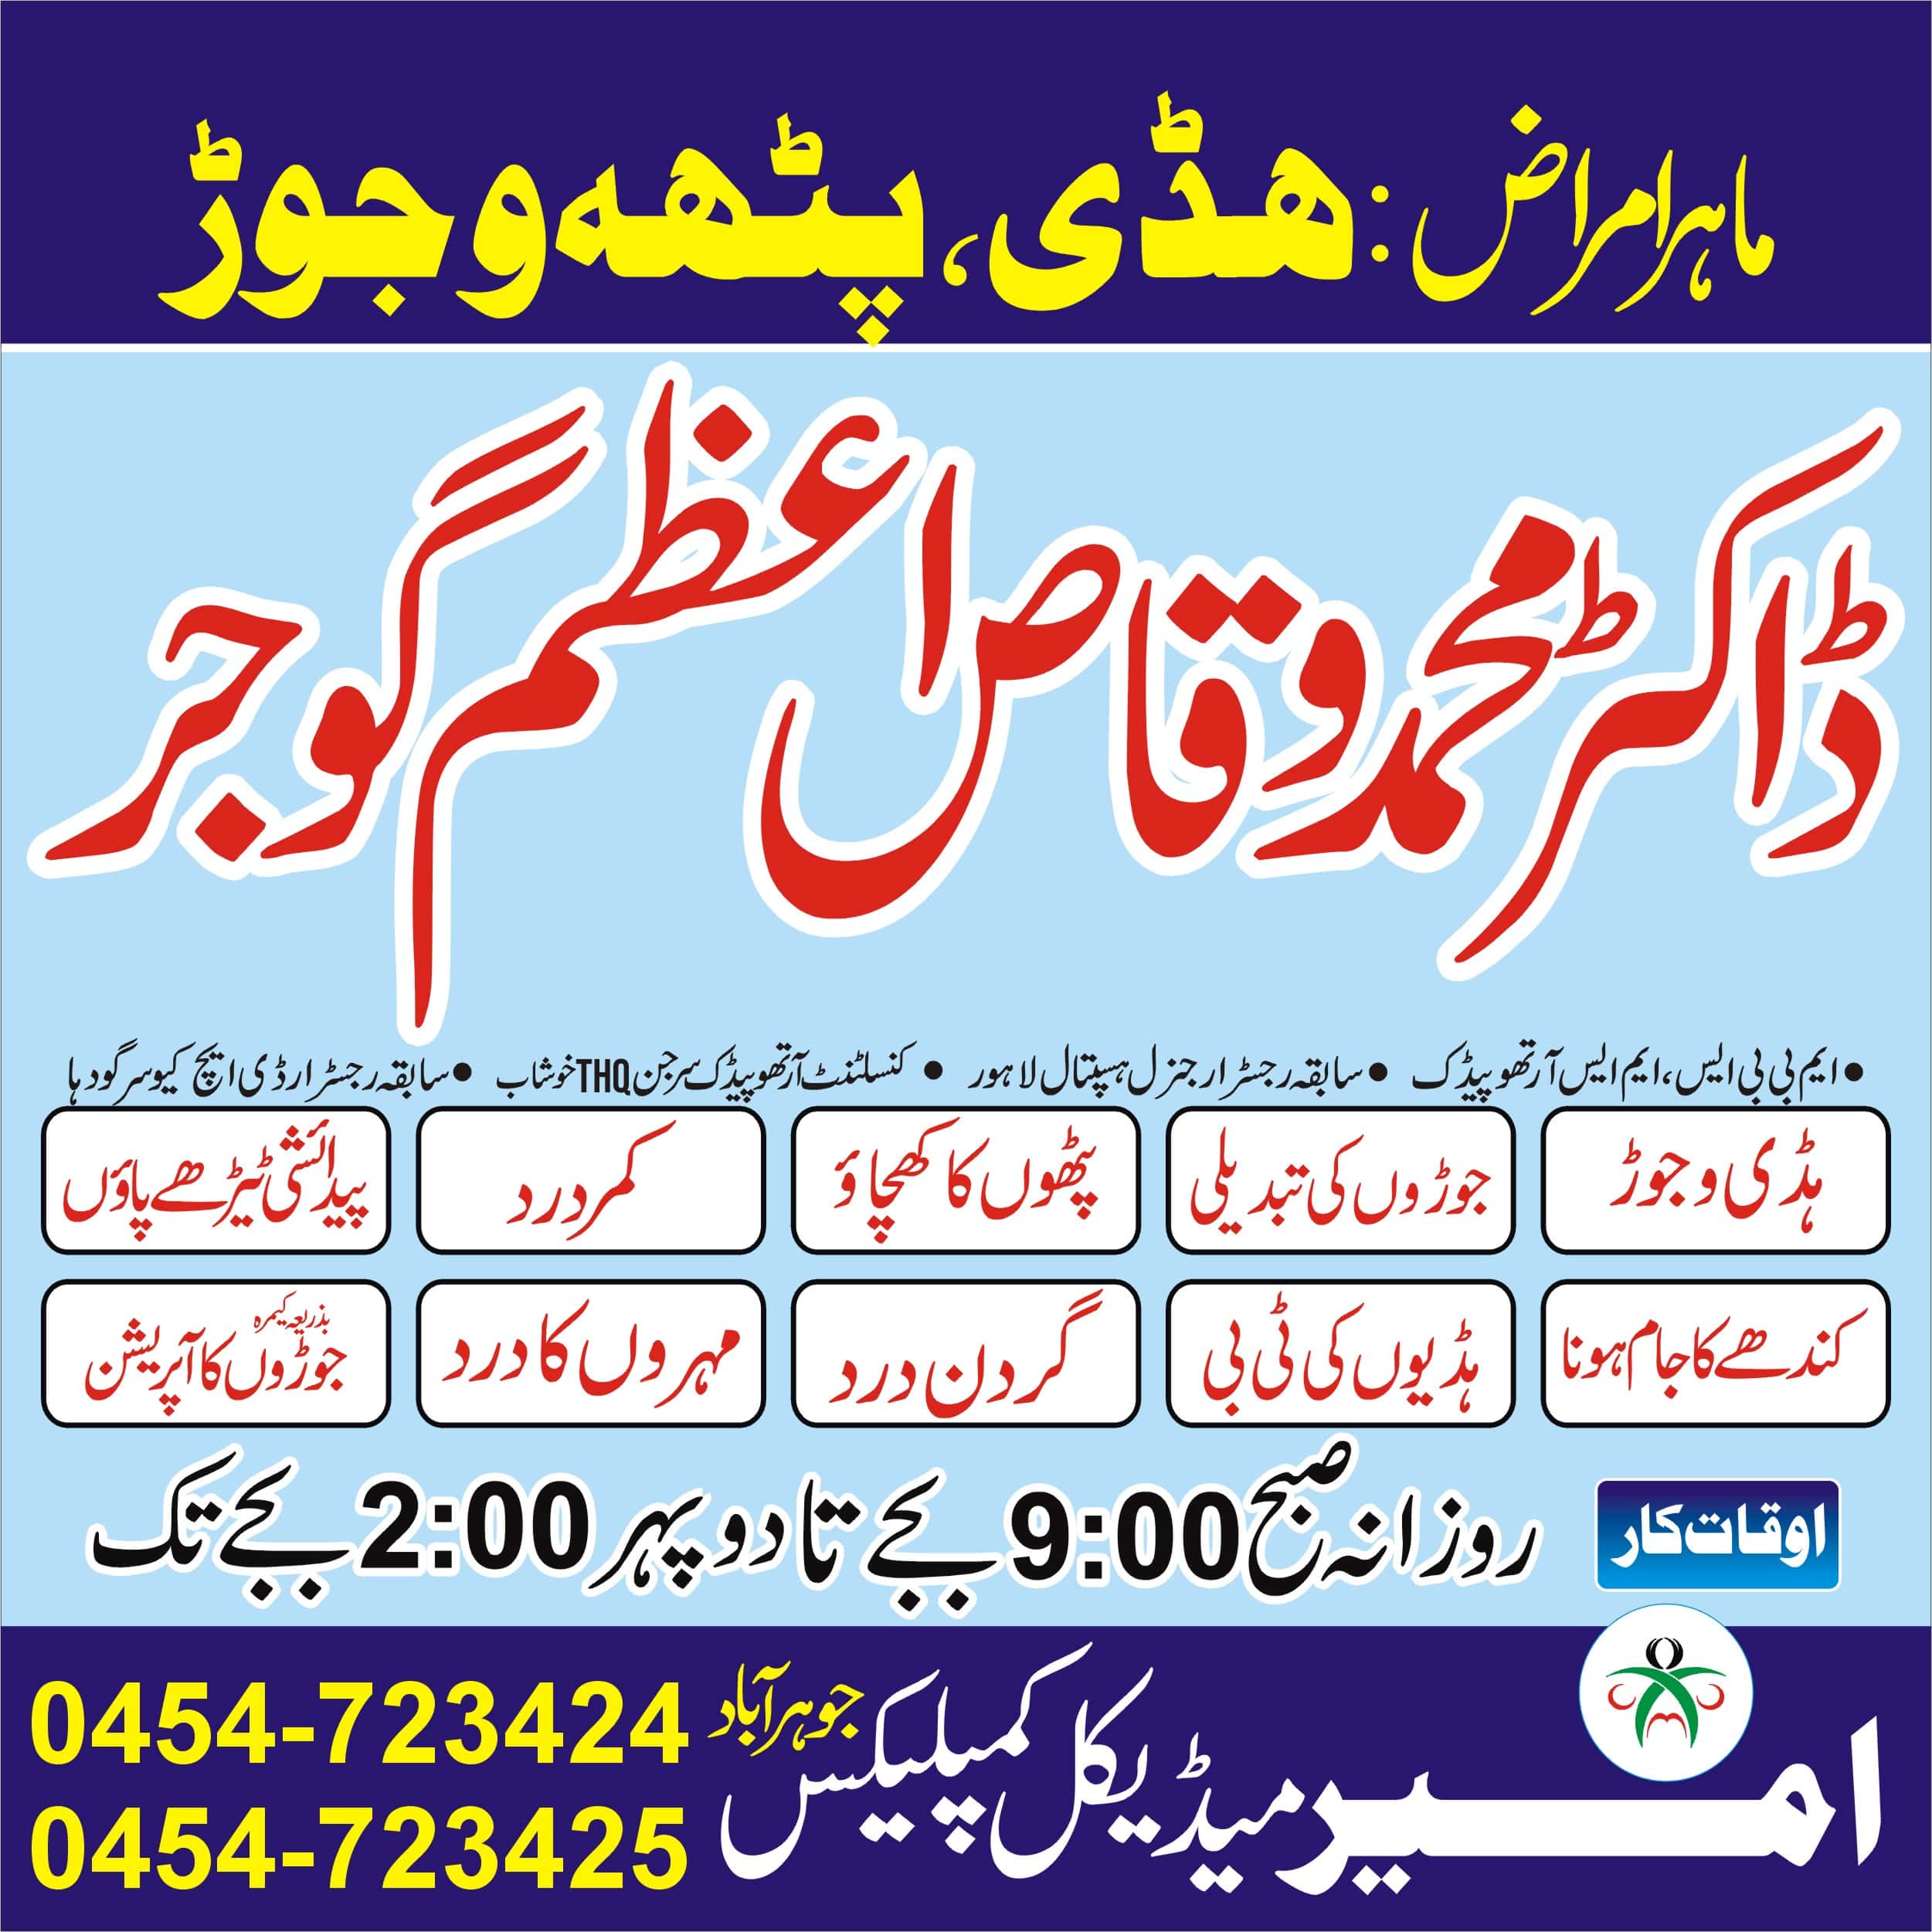 ماہر امراض: ھڈی، پٹھہ و جوڑ
ڈاکٹر محمد وقاص اعظم گوجر
• ایم بی بی ایس، ایم ایس آرتھوپیڈک • سابقہ رجسٹرار جنرل ہسپتال لاہور • کنسلٹنٹ آرتھوپیڈک سرجن THQ خوشاب • سابقہ رجسٹرار ڈی ایچ کیو سرگودہا
ہڈی و جوڑ
جوڑوں کی تبدیلی
پٹھوں کا کھچاؤ
کمر درد
پیدائشی ٹیڑھے پاؤں
کندھے کا جام ہونا
ہڈیوں کی ٹی بی
گردن درد
مہروں کا درد
بذریعہ کیمرہ
جوڑوں کا آپریشن
اوقات کار
روزانہ صبح 9:00 بجے تا دوپہر 2:00 بجے تک
امیر میڈیکل کمپلیکس جوہر آباد
0454-723424
0454-723425